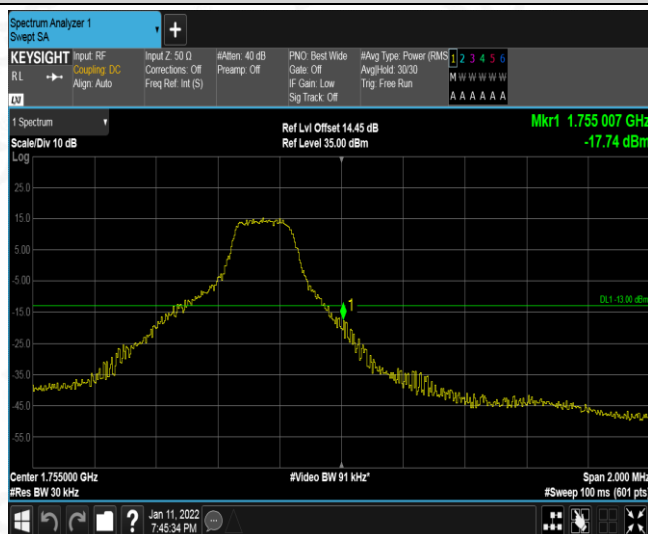 Spectrum Analyzer 1
Swept SA
KEYSIGHT
RL
LXI
Input: RF
Coupling: DC
Align: Auto
Input Z: 50 Ω
Corrections: Off
Freq Ref: Int (S)
#Atten: 40 dB
Preamp: Off
PNO: Best Wide
Gate: Off
IF Gain: Low
Sig Track: Off
#Avg Type: Power (RMS
Avg|Hold: 30/30
Trig: Free Run
1 2 3 4 5 6
M W W W W W
A A A A A A
1 Spectrum
Scale/Div 10 dB
Log
Ref Lvl Offset 14.45 dB
Ref Level 35.00 dBm
Mkr1 1.755 007 GHz
-17.74 dBm
25.0
15.0
5.00
-5.00
-15.0
-25.0
-35.0
-45.0
-55.0
1
DL1 -13.00 dBm
Center 1.755000 GHz
#Res BW 30 kHz
#Video BW 91 kHz*
Span 2.000 MHz
#Sweep 100 ms (601 pts)
?
Jan 11, 2022
7:45:34 PM